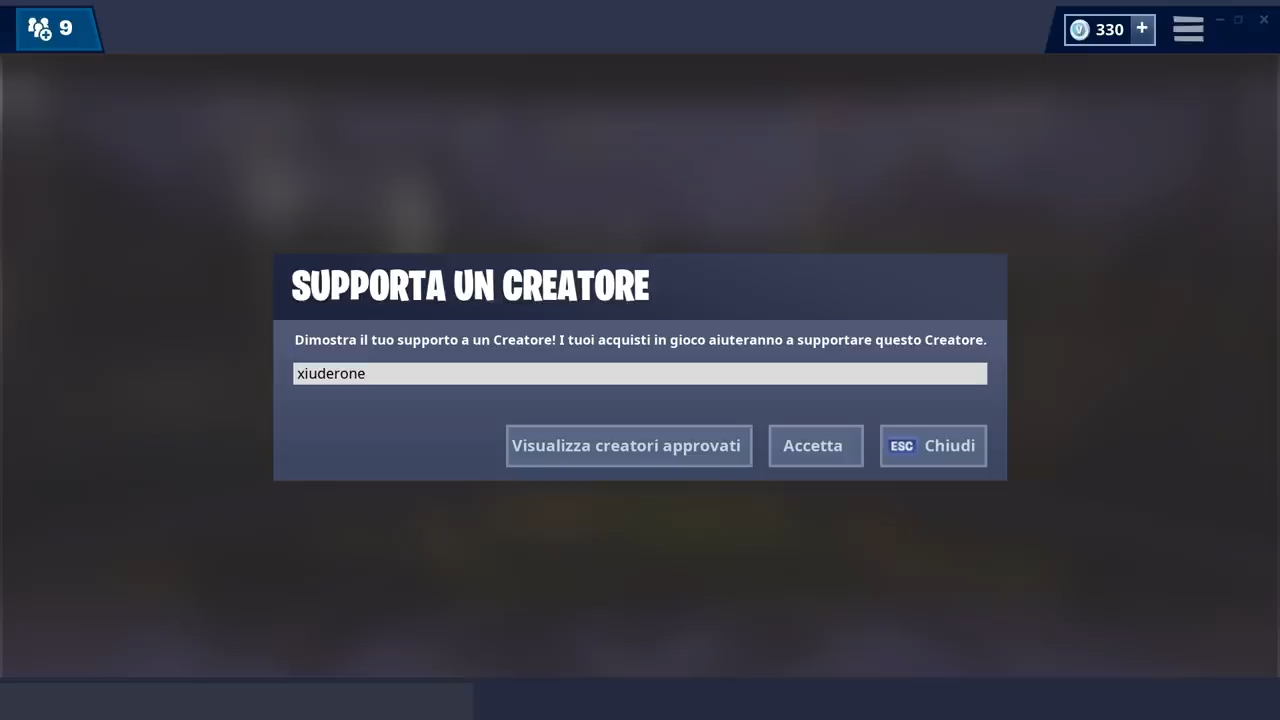 9
330 +
SUPPORTA UN CREATORE
Dimostra il tuo supporto a un Creatore! I tuoi acquisti in gioco aiuteranno a supportare questo Creatore.
xiuderone
Visualizza creatori approvati
Accetta
ESC Chiudi